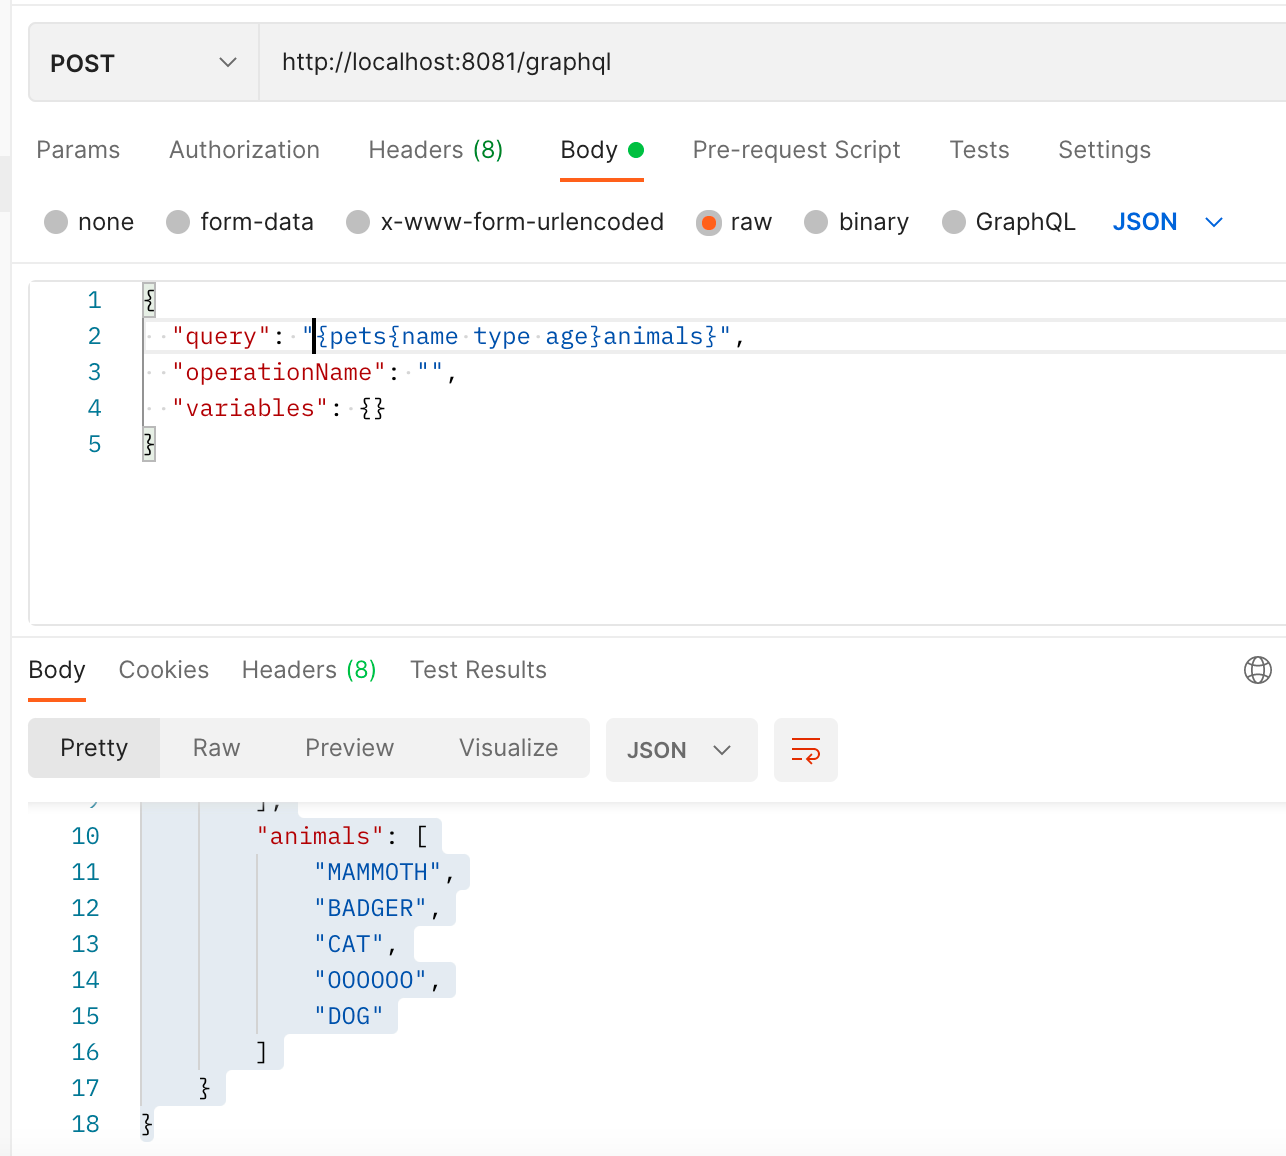 POST http://localhost:8081/graphql
Params Authorization Headers (8) Body Pre-request Script Tests Settings
none form-data x-www-form-urlencoded raw binary GraphQL JSON
1 {
2 "query": "{pets{name type age}animals}",
3 "operationName": "",
4 "variables": {}
5 }
Body Cookies Headers (8) Test Results
Pretty Raw Preview Visualize JSON
],
10 "animals": [
11 "MAMMOTH",
12 "BADGER",
13 "CAT",
14 "OOOOOO",
15 "DOG"
16 ]
17 }
18 }